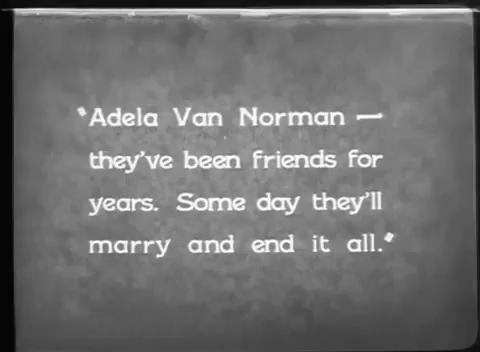 "Adela Van Norman —
they've been friends for
years. Some day they'll
marry and end it all."